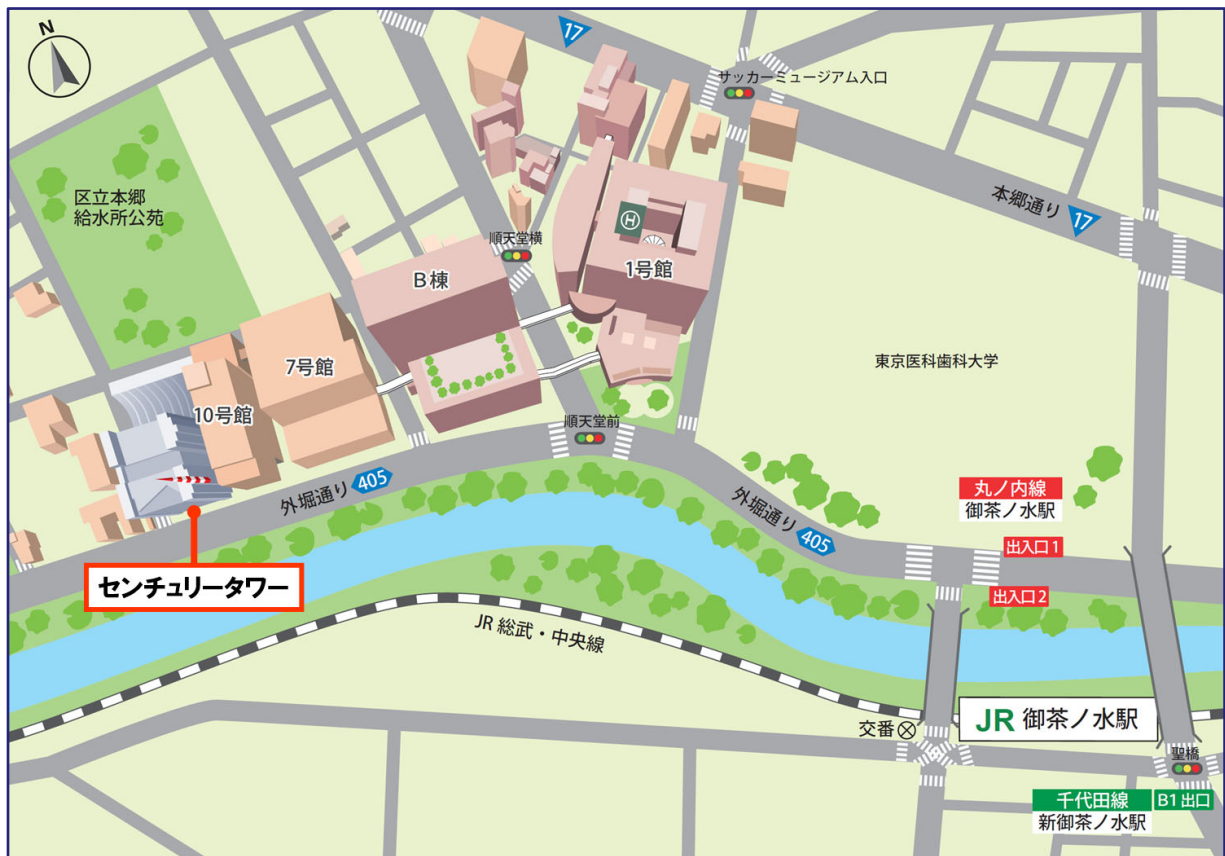 N
17
サッカーミュージアム入口
区立本郷
給水所公苑
本郷通り 17
順天堂横
H
1号館
B棟
東京医科歯科大学
7号館
10号館
順天堂前
外堀通り 405
丸ノ内線
御茶ノ水駅
外堀通り 405
出入口1
センチュリータワー
出入口2
JR 総武・中央線
JR 御茶ノ水駅
交番
聖橋
千代田線 B1出口
新御茶ノ水駅